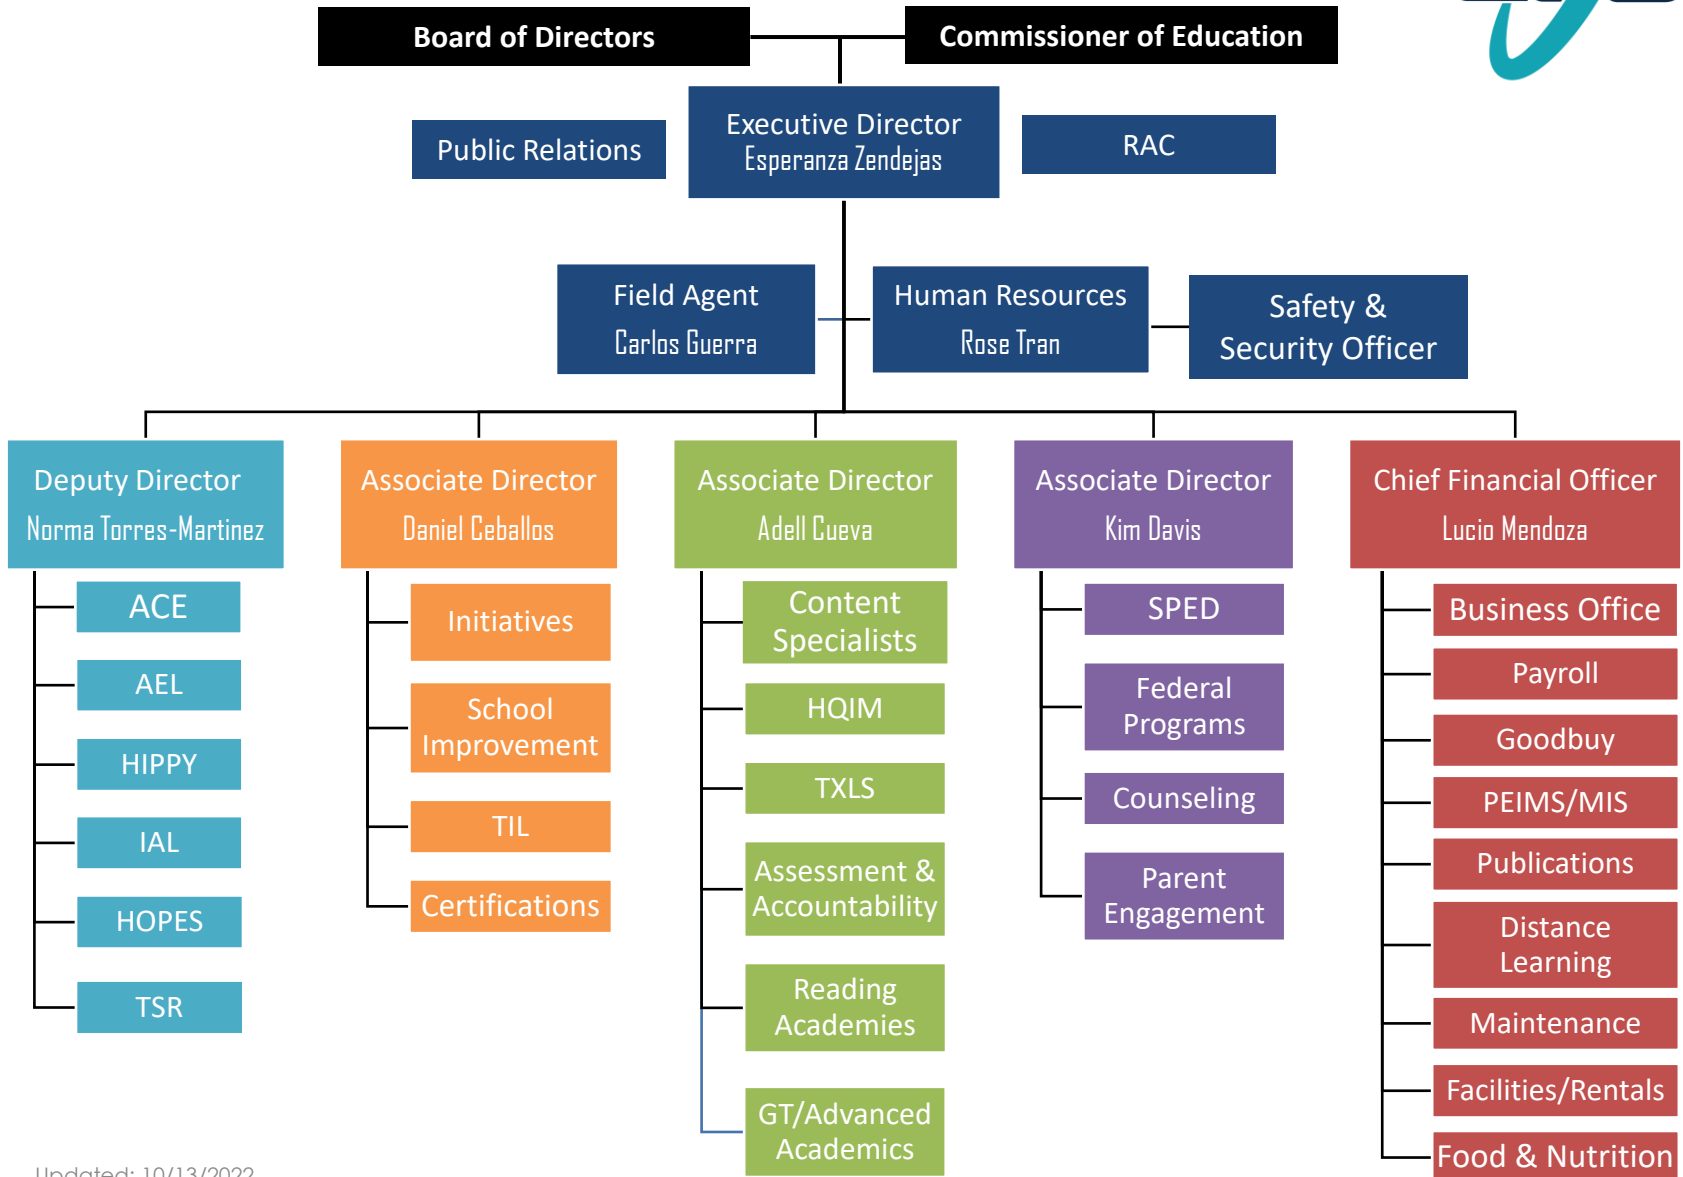 Board of Directors
Commissioner of Education
Executive Director
Esperanza Zendejas
Public Relations
RAC
Field Agent
Carlos Guerra
Human Resources
Rose Tran
Safety &
Security Officer
Deputy Director
Norma Torres-Martinez
ACE
AEL
HIPPY
IAL
HOPES
TSR
Associate Director
Daniel Ceballos
Initiatives
School
Improvement
TIL
Certifications
Associate Director
Adell Cueva
Content
Specialists
HQIM
TXLS
Assessment &
Accountability
Reading
Academies
GT/Advanced
Academics
Associate Director
Kim Davis
SPED
Federal
Programs
Counseling
Parent
Engagement
Chief Financial Officer
Lucio Mendoza
Business Office
Payroll
Goodbuy
PEIMS/MIS
Publications
Distance
Learning
Maintenance
Facilities/Rentals
Food & Nutrition
Updated: 10/13/2022